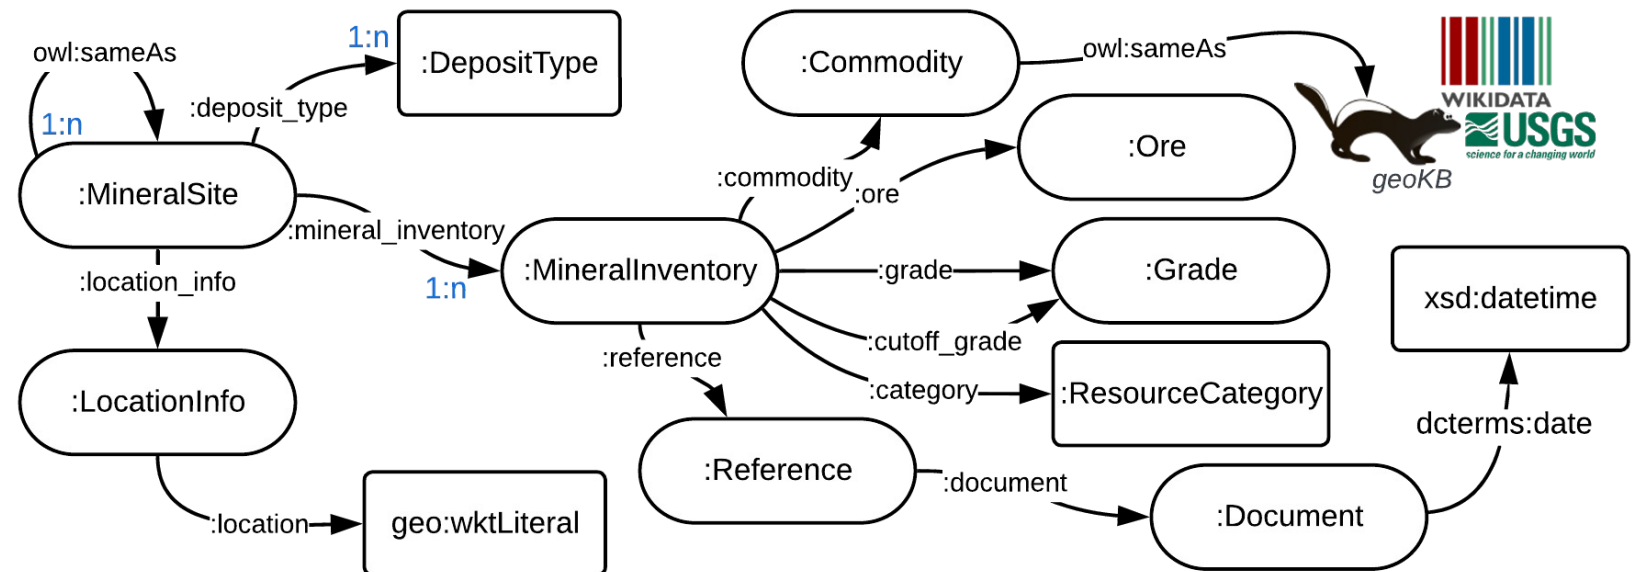 owl:sameAs
1:n
:DepositType
:Commodity
owl:sameAs
WIKIDATA
USGS
science for a changing world
geoKB
:deposit_type
1:n
:MineralSite
:commodity
:ore
:Ore
:mineral_inventory
1:n
:MineralInventory
:grade
:Grade
:location_info
:cutoff_grade
xsd:datetime
:reference
:category
:ResourceCategory
:LocationInfo
dcterms:date
:Reference
:document
:Document
:location
geo:wktLiteral